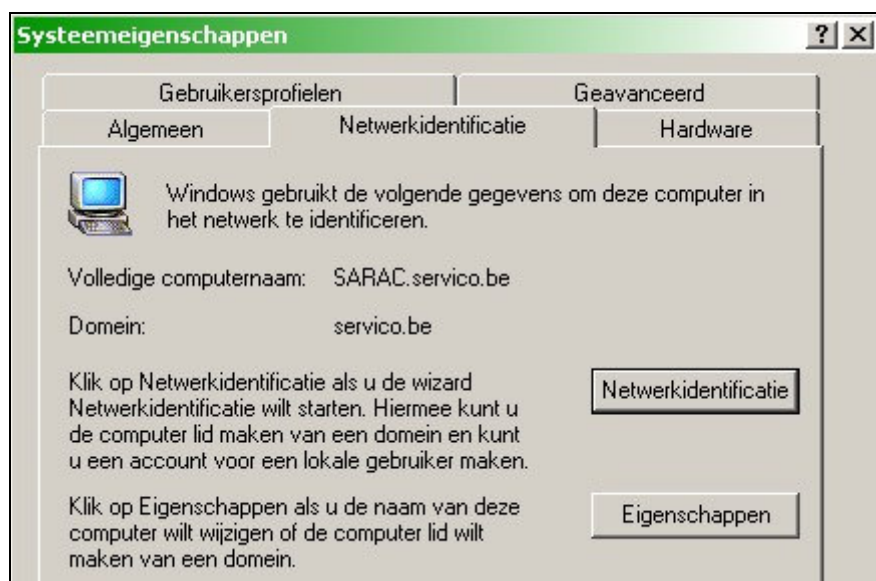 Systeemeigenschappen
Gebruikersprofielen
Geavanceerd
Algemeen
Netwerkidentificatie
Hardware
Windows gebruikt de volgende gegevens om deze computer in
het netwerk te identificeren.
Volledige computernaam: SARAC.servico.be
Domein: servico.be
Klik op Netwerkidentificatie als u de wizard
Netwerkidentificatie wilt starten. Hiermee kunt u
de computer lid maken van een domein en kunt
u een account voor een lokale gebruiker maken.
Netwerkidentificatie
Klik op Eigenschappen als u de naam van deze
computer wilt wijzigen of de computer lid wilt
maken van een domein.
Eigenschappen